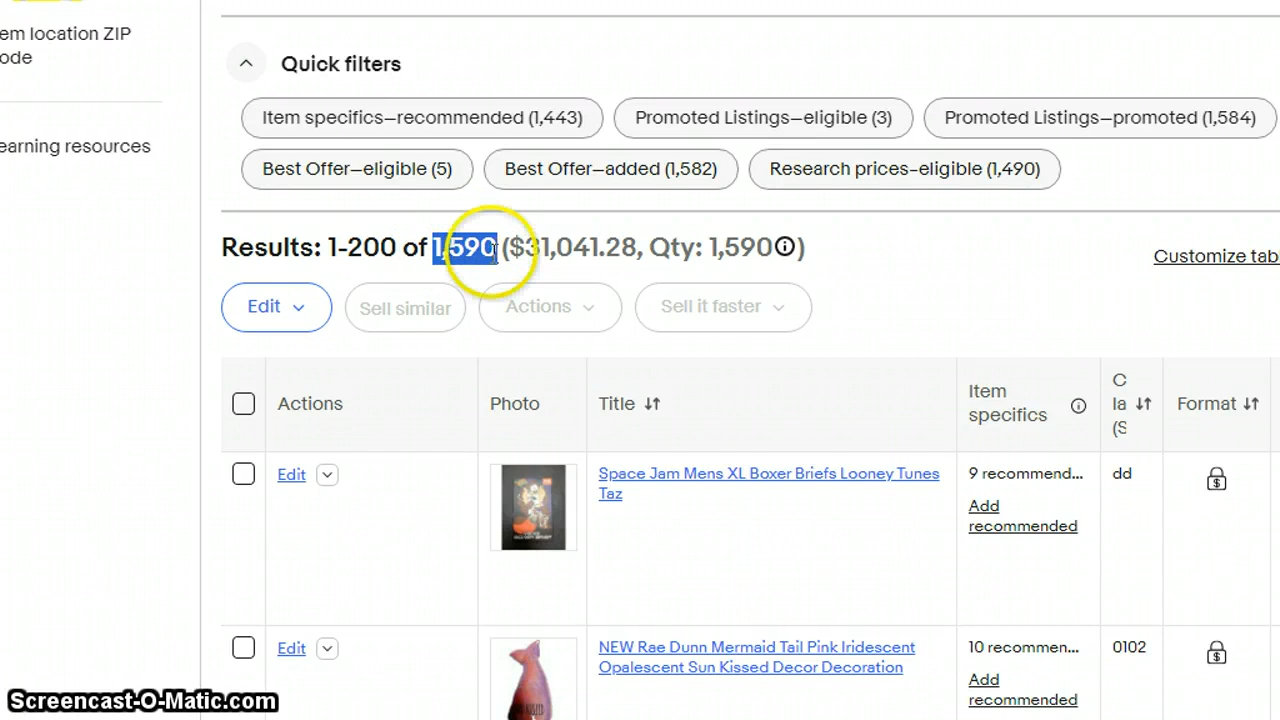 em location ZIP
ode
earning resources
Quick filters
Item specifics–recommended (1,443)
Promoted Listings–eligible (3)
Promoted Listings–promoted (1,584)
Best Offer–eligible (5)
Best Offer–added (1,582)
Research prices-eligible (1,490)
Results: 1-200 of 1,590 ($31,041.28, Qty: 1,590)
Customize tab
Edit
Sell similar
Actions
Sell it faster
Actions
Photo
Title
Item
specifics
C
la
(S
Format
Edit
Space Jam Mens XL Boxer Briefs Looney Tunes
Taz
9 recommend...
Add
recommended
dd
Edit
NEW Rae Dunn Mermaid Tail Pink Iridescent
Opalescent Sun Kissed Decor Decoration
10 recommen...
Add
recommended
0102
Screencast-O-Matic.com